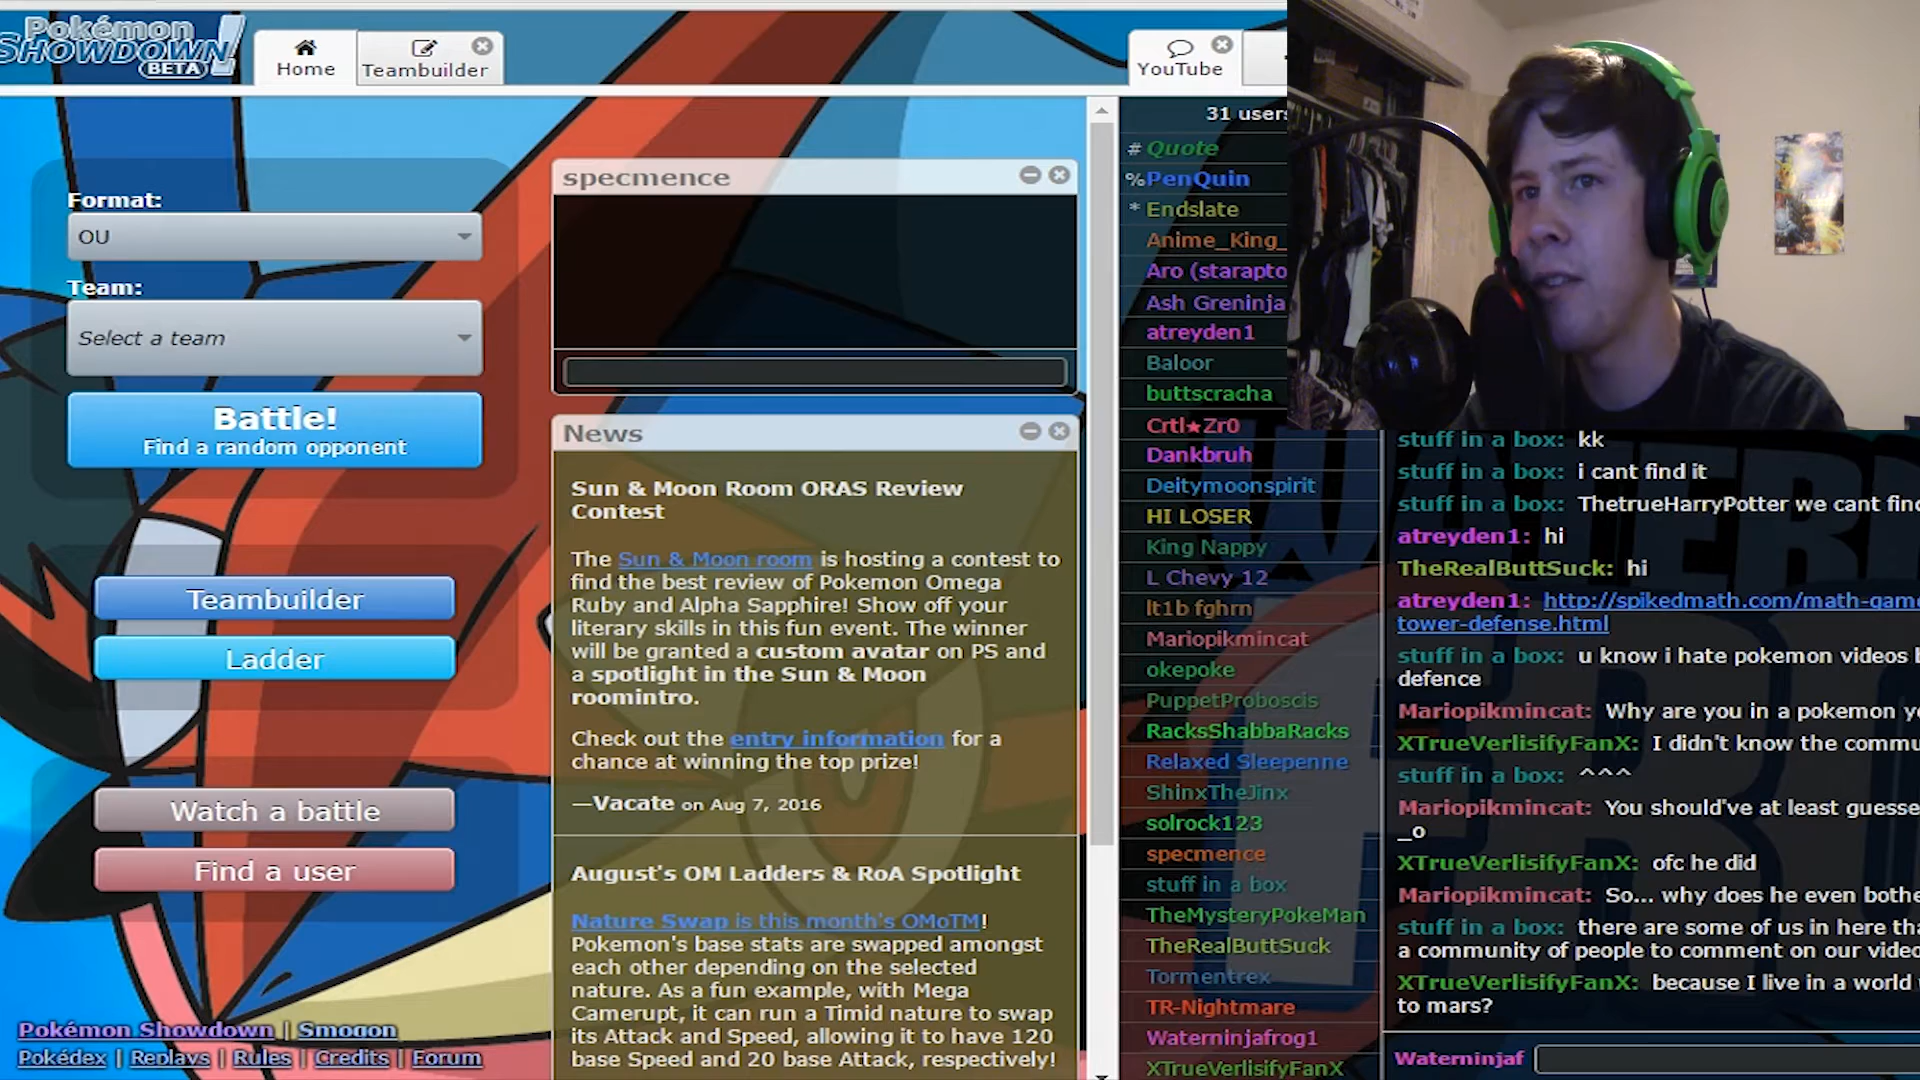 Pokémon
SHOWDOWN!
BETA
Home
Teambuilder
YouTube
Format:
OU
Team:
Select a team
Battle!
Find a random opponent
Teambuilder
Ladder
Watch a battle
Find a user
Pokémon Showdown | Smogon
Pokédex | Replays | Rules | Credits | Forum
specmence
News
Sun & Moon Room ORAS Review
Contest
The Sun & Moon room is hosting a contest to
find the best review of Pokemon Omega
Ruby and Alpha Sapphire! Show off your
literary skills in this fun event. The winner
will be granted a custom avatar on PS and
a spotlight in the Sun & Moon
roomintro.
Check out the entry information for a
chance at winning the top prize!
—Vacate on Aug 7, 2016
August's OM Ladders & RoA Spotlight
Nature Swap is this month's OMoTM!
Pokemon's base stats are swapped amongst
each other depending on the selected
nature. As a fun example, with Mega
Camerupt, it can run a Timid nature to swap
its Attack and Speed, allowing it to have 120
base Speed and 20 base Attack, respectively!
31 users
# Quote
% PenQuin
* Endslate
Anime_King_
Aro (starapto
Ash Greninja
atreyden1
Baloor
buttscracha
Crtl★Zr0
Dankbruh
Deitymoonspirit
HI LOSER
King Nappy
L Chevy 12
lt1b fghrn
Mariopikmincat
okepoke
PuppetProboscis
RacksShabbaRacks
Relaxed Sleepenne
ShinxTheJinx
solrock123
specmence
stuff in a box
TheMysteryPokeMan
TheRealButtSuck
Tormentrex
TR-Nightmare
Waterninjafrog1
XTrueVerlisifyFanX
stuff in a box: kk
stuff in a box: i cant find it
stuff in a box: ThetrueHarryPotter we cant find
atreyden1: hi
TheRealButtSuck: hi
atreyden1: http://spikedmath.com/math-game
tower-defense.html
stuff in a box: u know i hate pokemon videos b
defence
Mariopikmincat: Why are you in a pokemon yo
XTrueVerlisifyFanX: I didn't know the commu
stuff in a box: ^^^
Mariopikmincat: You should've at least guesse
_o
XTrueVerlisifyFanX: ofc he did
Mariopikmincat: So... why does he even bothe
stuff in a box: there are some of us in here tha
a community of people to comment on our video
XTrueVerlisifyFanX: because I live in a world
to mars?
Waterninjaf